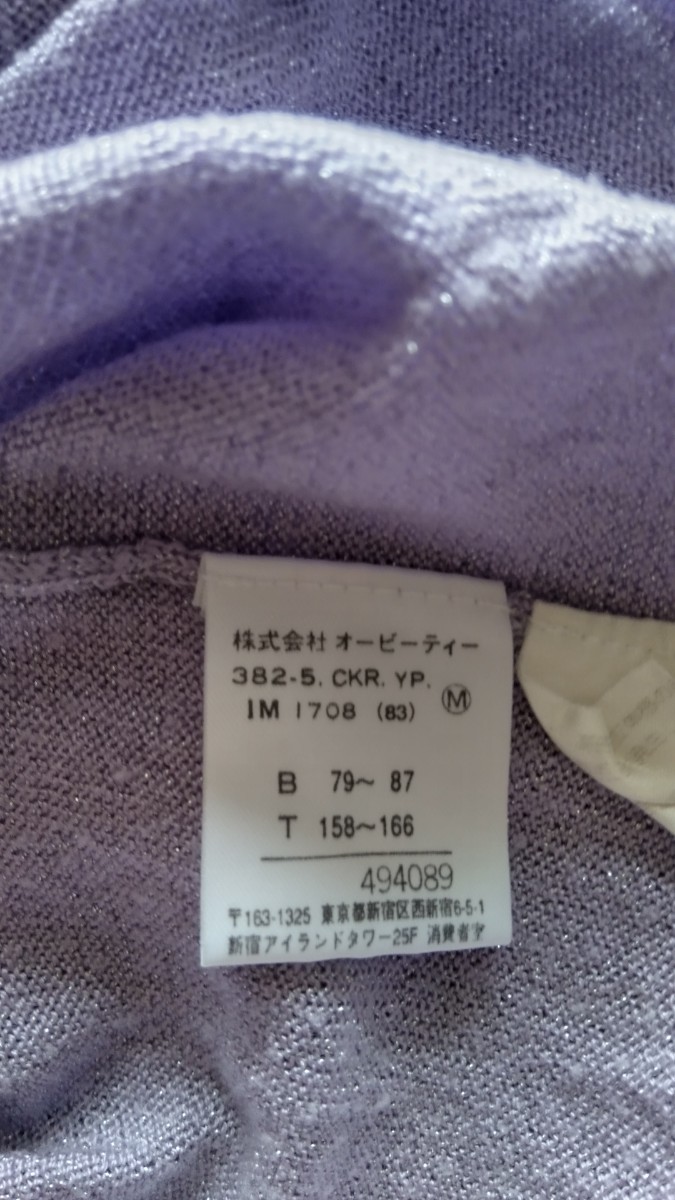 株式会社 オービーティー
382-5. CKR. YP.
IM 1708 (83) Ⓜ
B 79〜 87
T 158〜166
494089
〒163-1325 東京都新宿区西新宿6-5-1
新宿アイランドタワー25F 消費者室